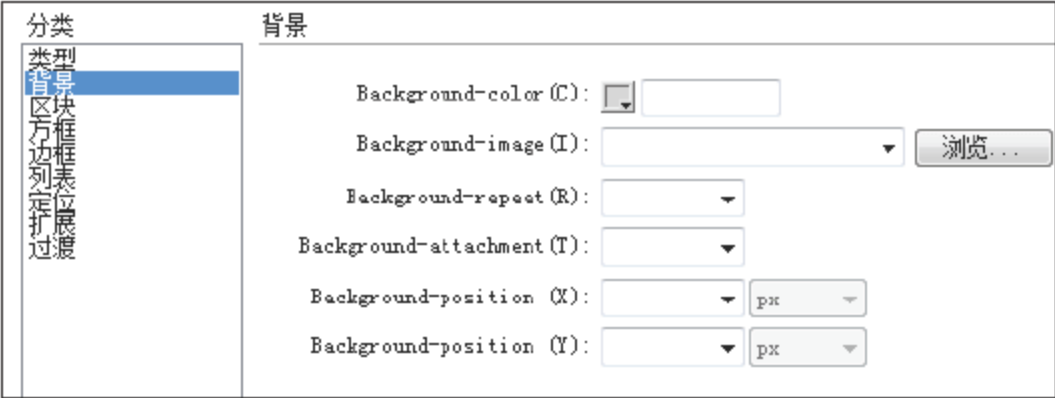 分类
类型
背景
区块
方框
边框
列表
定位
扩展
过渡
背景
Background-color(C):
Background-image(I): 浏览...
Background-repeat(R):
Background-attachment(T):
Background-position (X): px
Background-position (Y): px